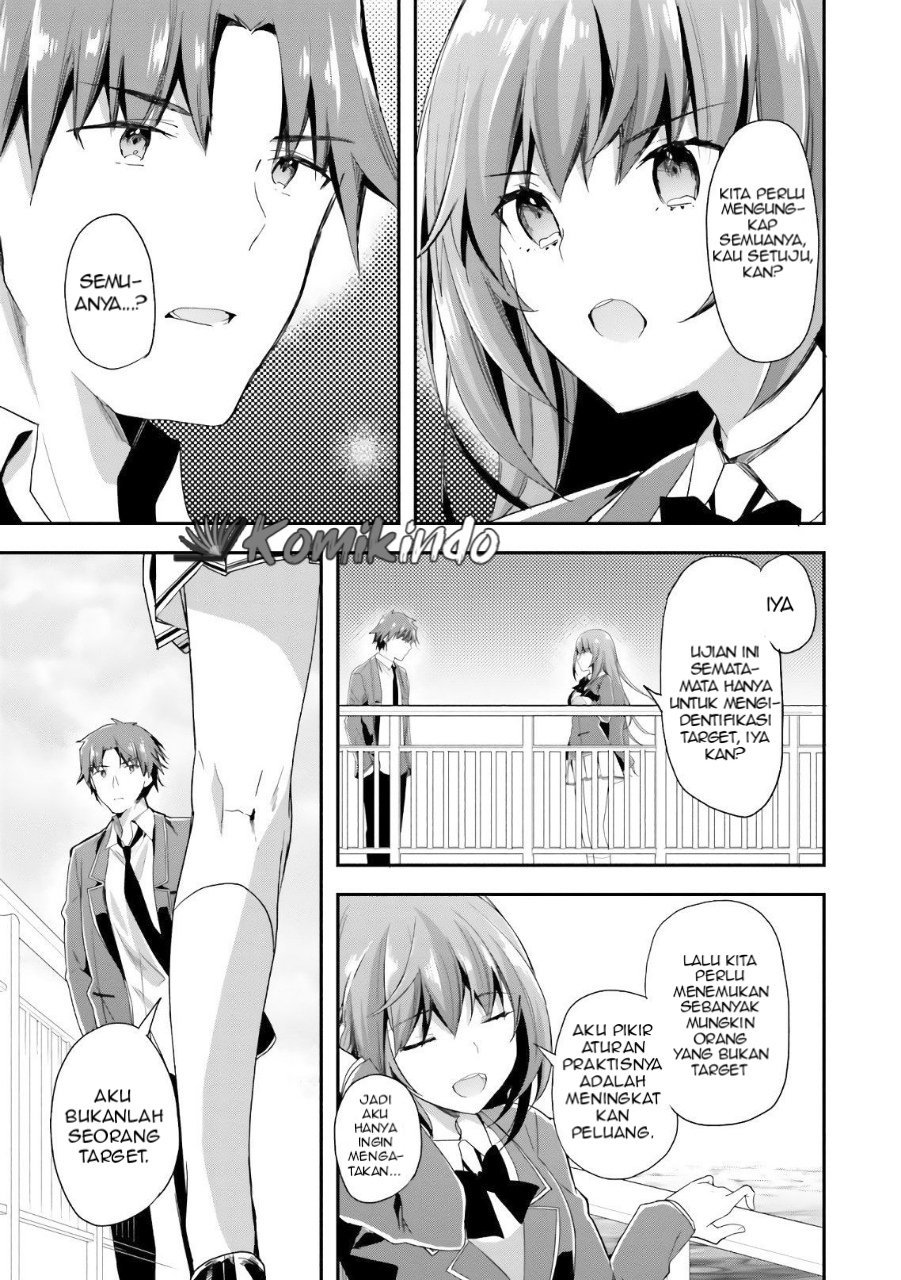 KITA PERLU
MENGUNG-
KAP
SEMUANYA,
KAU SETUJU,
KAN?
SEMU-
ANYA...?
Komikindo
IYA
UJIAN INI
SEMATA-
MATA HANYA
UNTUK MENGI-
DENTIFIKASI
TARGET, IYA
KAN?
LALU KITA
PERLU
MENEMUKAN
SEBANYAK
MUNGKIN
ORANG
YANG BUKAN
TARGET
AKU PIKIR
ATURAN
PRAKTISNYA
ADALAH
MENINGKAT
KAN
PELUANG.
JADI
AKU
HANYA
INGIN
MENGA-
TAKAN...
AKU
BUKANLAH
SEORANG
TARGET.